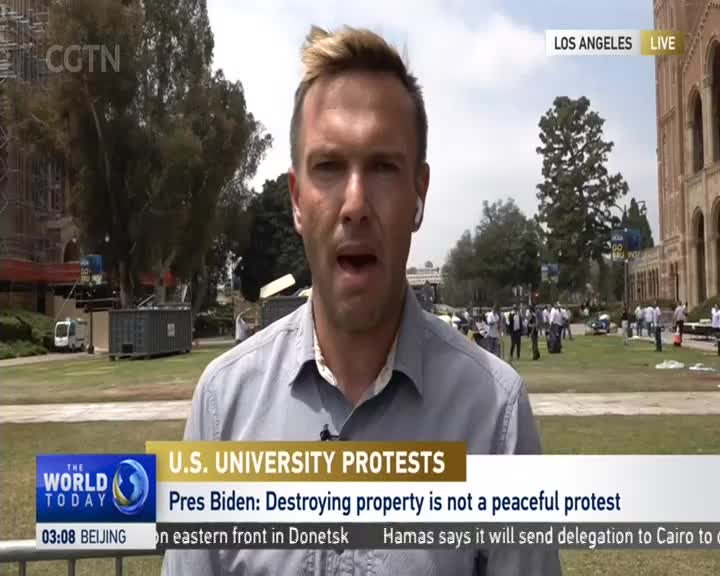 CGTN
LOS ANGELES LIVE
U.S. UNIVERSITY PROTESTS
Pres Biden: Destroying property is not a peaceful protest
THE WORLD TODAY
03:08 BEIJING
on eastern front in Donetsk Hamas says it will send delegation to Cairo to